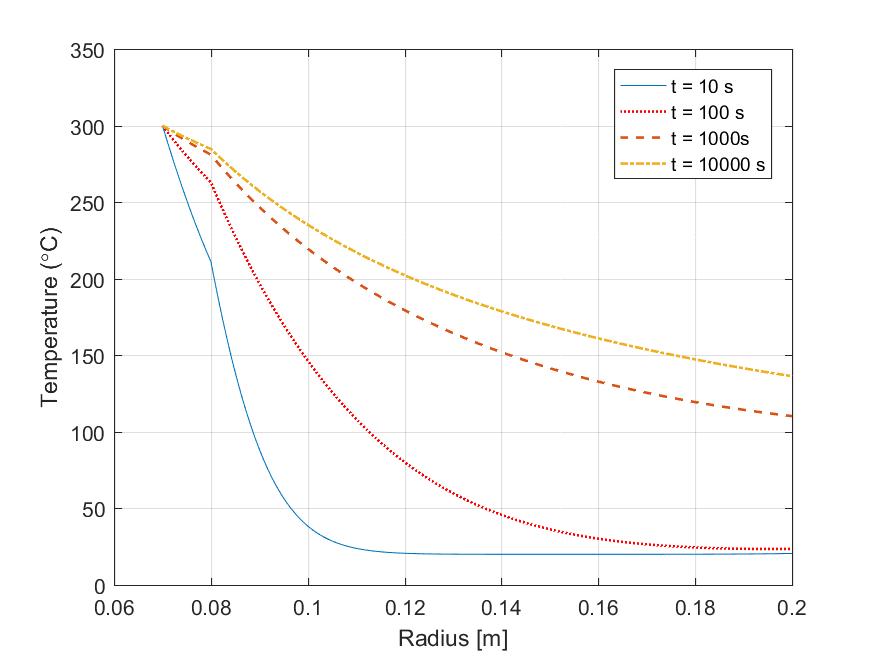 350
300
250
200
150
100
50
0
0.06 0.08 0.1 0.12 0.14 0.16 0.18 0.2
Temperature (°C)
Radius [m]
t = 10 s
t = 100 s
t = 1000s
t = 10000 s